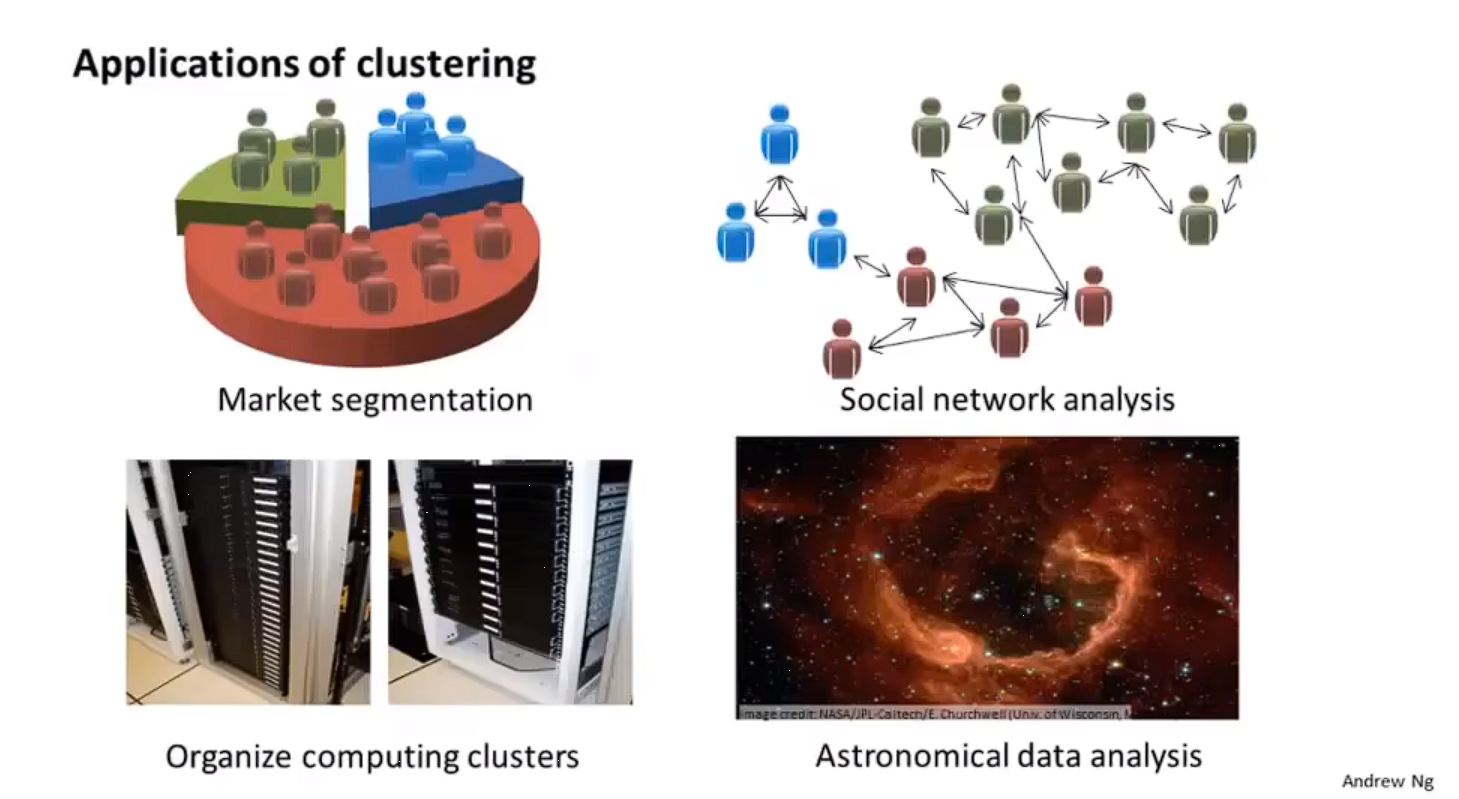 Applications of clustering
Market segmentation
Social network analysis
Image credit: NASA/JPL-Caltech/E. Churchwell (Univ. of Wisconsin,
Organize computing clusters
Astronomical data analysis
Andrew Ng